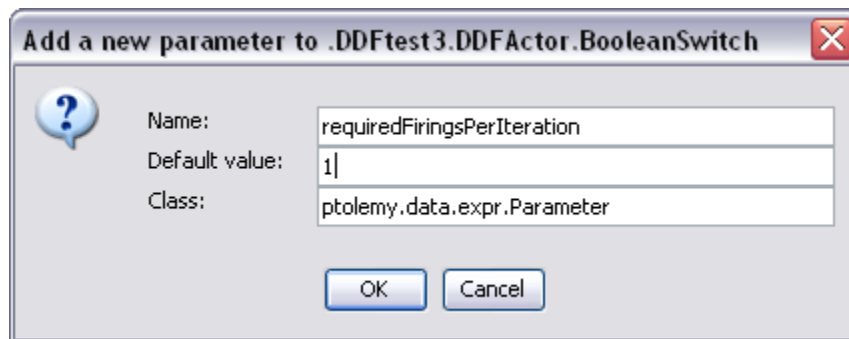 Add a new parameter to .DDFtest3.DDFActor.BooleanSwitch
Name: requiredFiringsPerIteration
Default value: 1
Class: ptolemy.data.expr.Parameter
OK Cancel